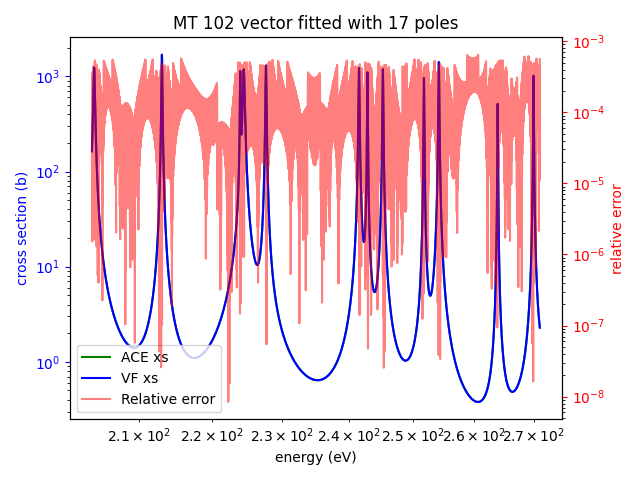 MT 102 vector fitted with 17 poles
10³
10² 
10¹
10⁰
cross section (b)
10⁻³
10⁻⁴
10⁻⁵
10⁻⁶
10⁻⁷
10⁻⁸
relative error
ACE xs
VF xs
Relative error
2.1 × 10² 2.2 × 10² 2.3 × 10² 2.4 × 10² 2.5 × 10² 2.6 × 10² 2.7 × 10²
energy (eV)